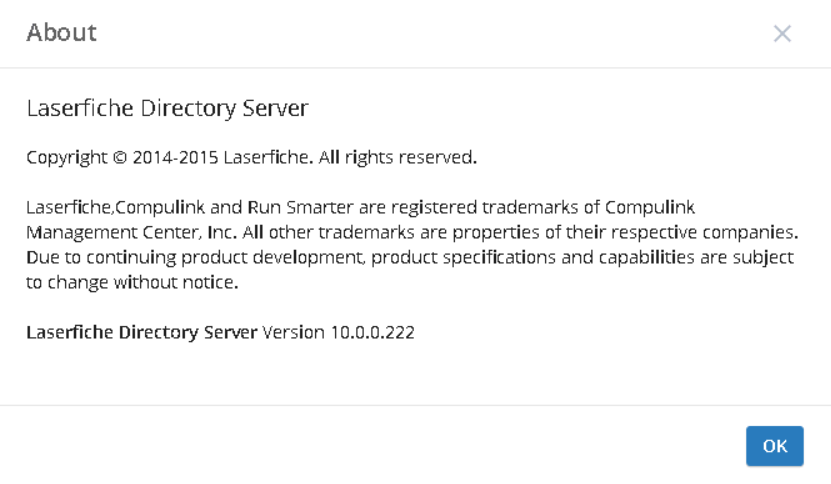 About
Laserfiche Directory Server
Copyright © 2014-2015 Laserfiche. All rights reserved.
Laserfiche,Compulink and Run Smarter are registered trademarks of Compulink
Management Center, Inc. All other trademarks are properties of their respective companies.
Due to continuing product development, product specifications and capabilities are subject
to change without notice.
Laserfiche Directory Server Version 10.0.0.222
OK